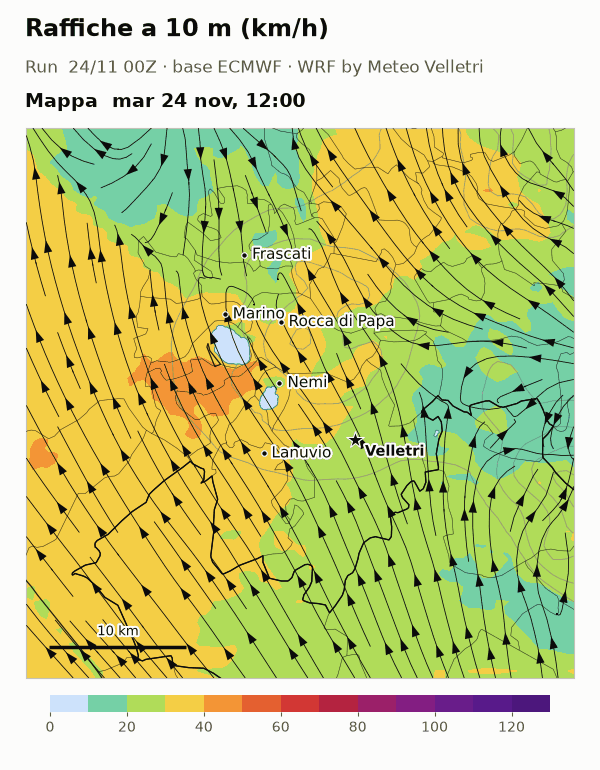 Raffiche a 10 m (km/h)
Run  24/11 00Z · base ECMWF · WRF by Meteo Velletri
Mappa  mar 24 nov, 12:00
Frascati
Marino
Rocca di Papa
Nemi
Velletri
Lanuvio
10 km
0 20 40 60 80 100 120